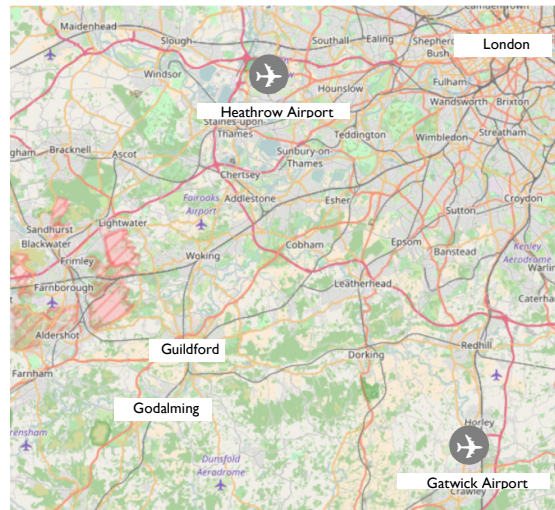 Maidenhead
Slough
Southall
Ealing
Shepher
Bush
London
Windsor
Hounslow
Fulham
Wandsworth
Brixton
Heathrow Airport
Staines-upon-
Thames
Teddington
Wimbledon
Streatham
Bracknell
Ascot
Sunbury-on-
Thames
Chertsey
Croydon
Fairoaks
Airport
Addlestone
Esher
Sutton
Lightwater
Sandhurst
Blackwater
Cobham
Epsom
Banstead
Kenley
Aerodrome
Frimley
Woking
Farnborough
Leatherhead
Caterha
Aldershot
Guildford
Dorking
Redhill
Farnham
Godalming
Horley
Dunsfold
Aerodrome
Gatwick Airport
Crawley